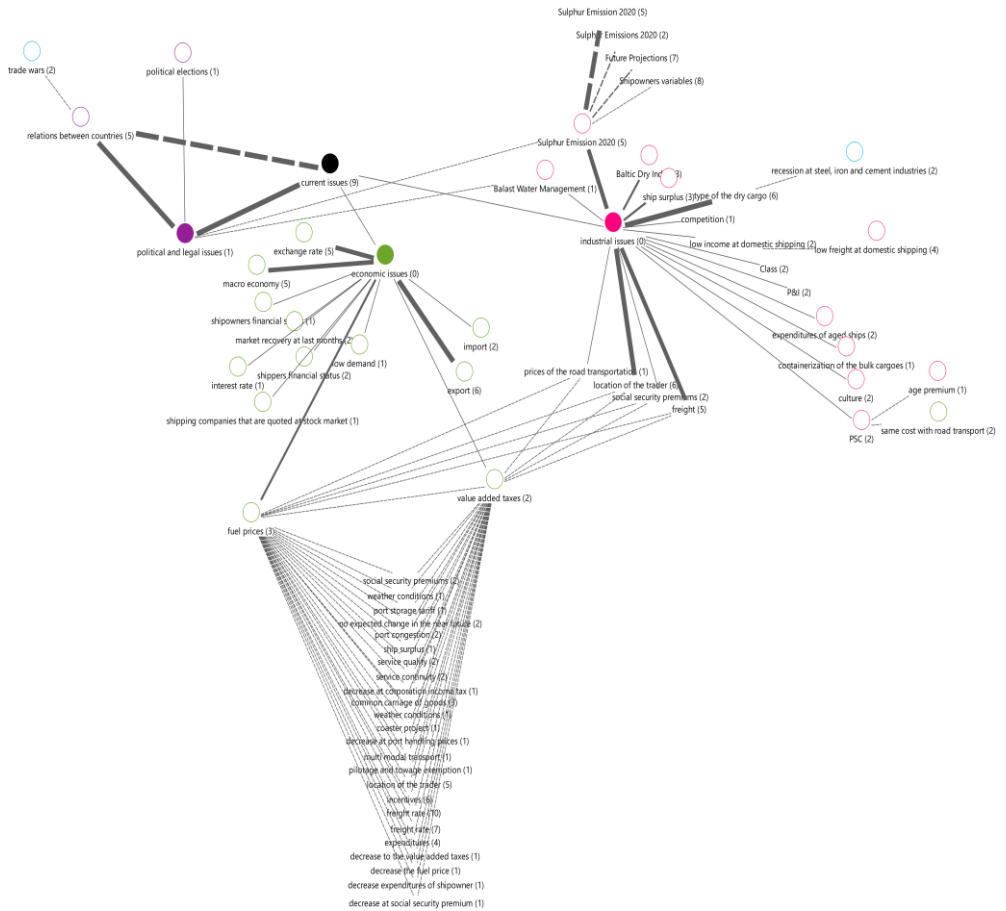 Sulphur Emission 2020 (5)
Sulphur Emissions 2020 (2)
Future Projections (7)
Shipowners variables (8)
trade wars (2)
political elections (1)
relations between countries (5)
Sulphur Emission 2020 (5)
current issues (9)
Balast Water Management (1)
Baltic Dry Index(3)
ship surplus (3)
type of the dry cargo (6)
recession at steel, iron and cement industries (2)
competition (1)
political and legal issues (1)
exchange rate (5)
industrial issues (0)
low income at domestic shipping (2)
low freight at domestic shipping (4)
economic issues (0)
Class (2)
macro economy (5)
P&I (2)
shipowners financial s (1)
market recovery at last months (2)
expenditures of aged ships (2)
import (2)
low demand (1)
containerization of the bulk cargoes (1)
shippers financial status (2)
interest rate (1)
export (6)
prices of the road transportation (1)
location of the trader (6)
social security premiums (2)
culture (2)
age premium (1)
freight (5)
shipping companies that are quoted at stock market (1)
PSC (2)
same cost with road transport (2)
value added taxes (2)
fuel prices (3)
social security premiums (2)
weather conditions (1)
port storage tariff (1)
no expected change in the near future (2)
port congestion (2)
ship surplus (1)
service quality (2)
service continuity (2)
decrease at corporation income tax (1)
common carriage of goods (3)
weather conditions (1)
coaster project (1)
decrease at port handling prices (1)
multi modal transport (1)
pilotage and towage exemption (1)
location of the trader (5)
incentives (6)
freight rate (10)
freight rate (7)
expenditures (4)
decrease to the value added taxes (1)
decrease the fuel price (1)
decrease expenditures of shipowner (1)
decrease at social security premium (1)